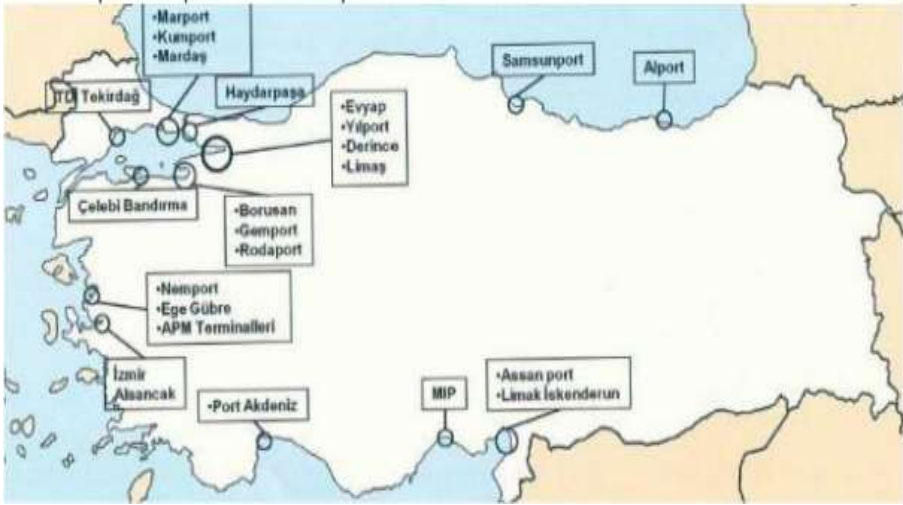 •Marport
•Kumport
•Mardaş
Samsunport
Alport
TDİ Tekirdağ
Haydarpaşa
•Evyap
•Yılport
•Derince
•Limaş
Çelebi Bandırma
•Borusan
•Gemport
•Rodaport
•Nemport
•Ege Gübre
•APM Terminalleri
İzmir
Alsancak
•Port Akdeniz
MIP
•Assan port
•Limak İskenderun